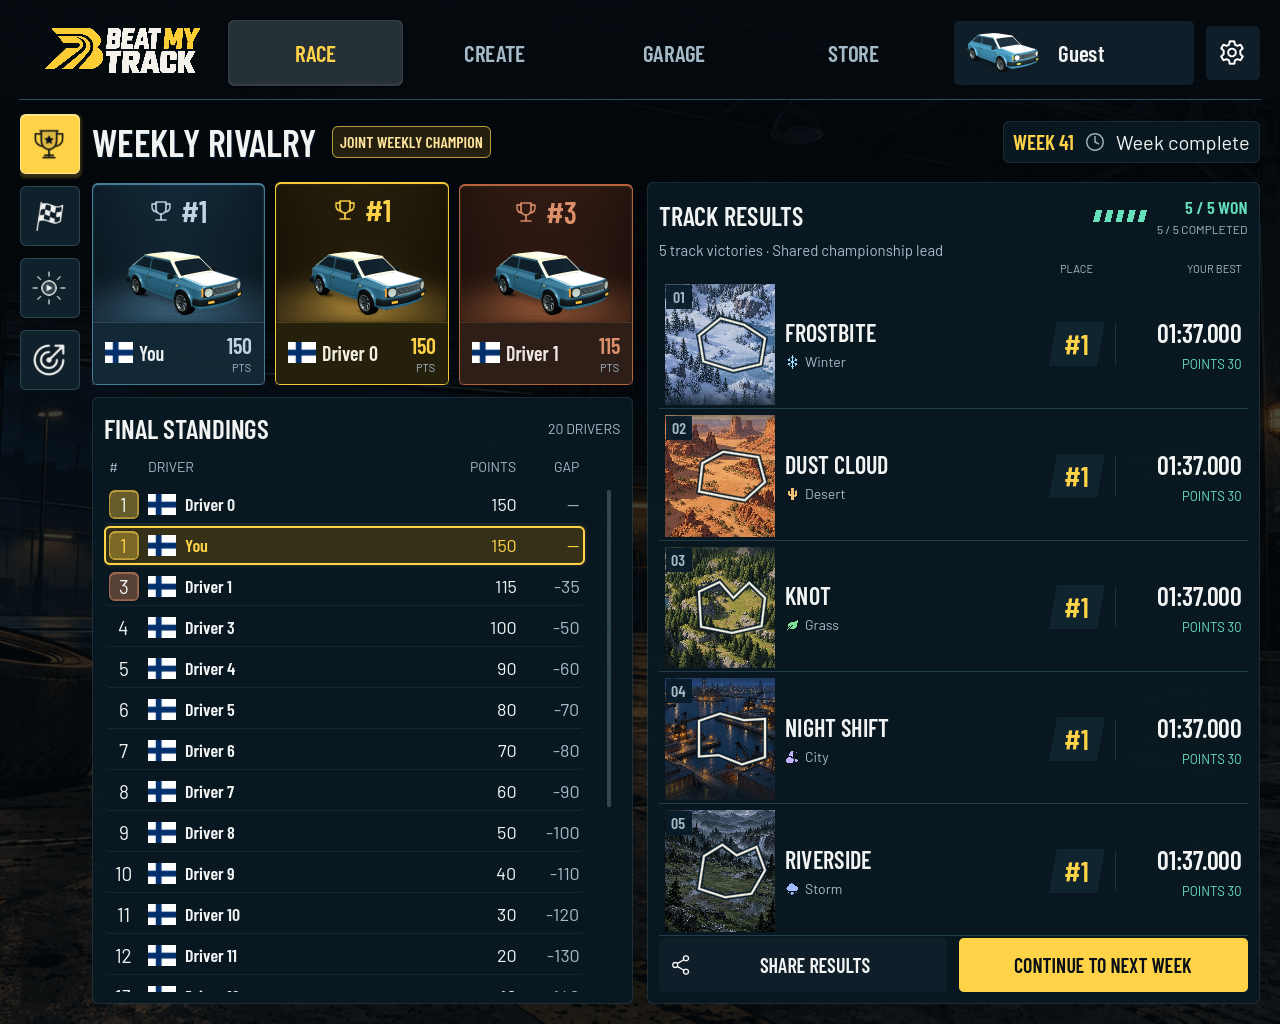 BEAT MY TRACK
RACE
CREATE
GARAGE
STORE
Guest
WEEKLY RIVALRY
JOINT WEEKLY CHAMPION
WEEK 41
Week complete
#1
You
150
PTS
#1
Driver 0
150
PTS
#3
Driver 1
115
PTS
FINAL STANDINGS
20 DRIVERS
# DRIVER POINTS GAP
1 Driver 0 150 —
1 You 150 —
3 Driver 1 115 -35
4 Driver 3 100 -50
5 Driver 4 90 -60
6 Driver 5 80 -70
7 Driver 6 70 -80
8 Driver 7 60 -90
9 Driver 8 50 -100
10 Driver 9 40 -110
11 Driver 10 30 -120
12 Driver 11 20 -130
TRACK RESULTS
5 / 5 WON
5 / 5 COMPLETED
5 track victories · Shared championship lead
PLACE YOUR BEST
01
FROSTBITE
Winter
#1
01:37.000
POINTS 30
02
DUST CLOUD
Desert
#1
01:37.000
POINTS 30
03
KNOT
Grass
#1
01:37.000
POINTS 30
04
NIGHT SHIFT
City
#1
01:37.000
POINTS 30
05
RIVERSIDE
Storm
#1
01:37.000
POINTS 30
SHARE RESULTS
CONTINUE TO NEXT WEEK